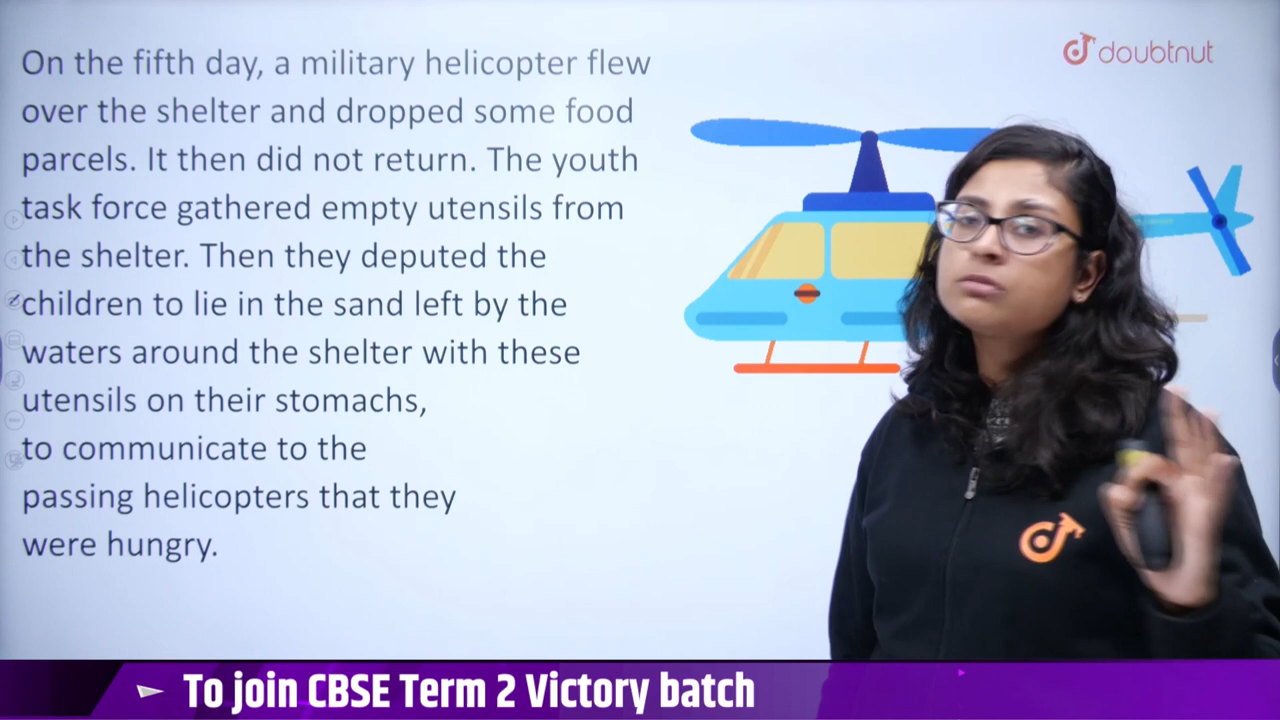 On the fifth day, a military helicopter flew
over the shelter and dropped some food
parcels. It then did not return. The youth
task force gathered empty utensils from
the shelter. Then they deputed the
children to lie in the sand left by the
waters around the shelter with these
utensils on their stomachs,
to communicate to the
passing helicopters that they
were hungry.
doubtnut
To join CBSE Term 2 Victory batch